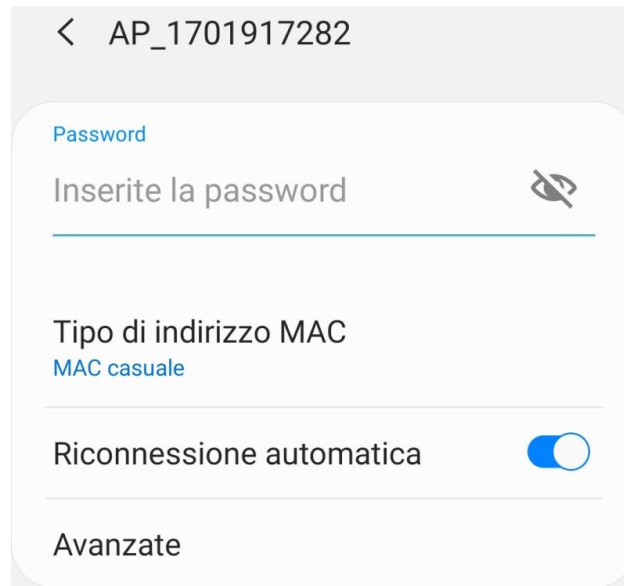 AP_1701917282
Password
Inserite la password
Tipo di indirizzo MAC
MAC casuale
Riconnessione automatica
Avanzate